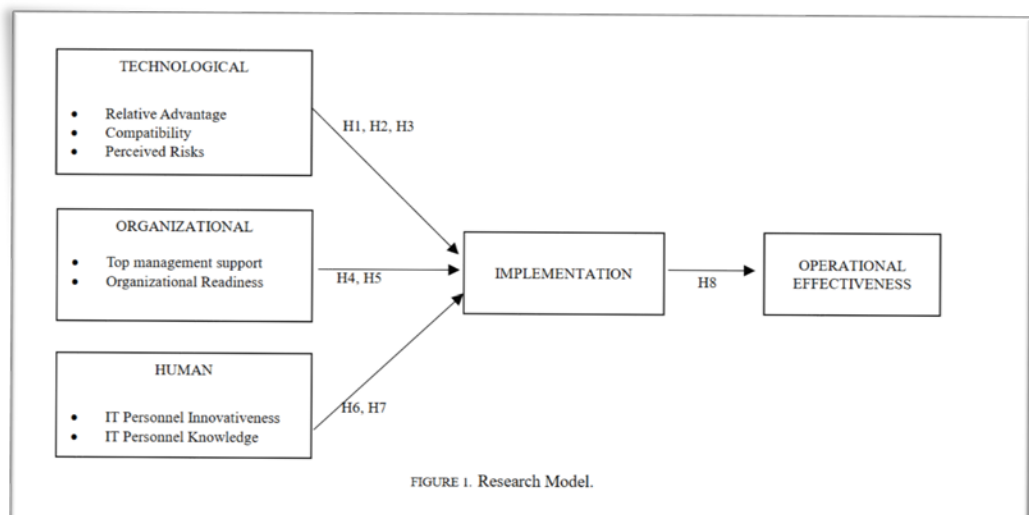 TECHNOLOGICAL
• Relative Advantage
• Compatibility
• Perceived Risks
H1, H2, H3
ORGANIZATIONAL
• Top management support
• Organizational Readiness
H4, H5
IMPLEMENTATION
H8
OPERATIONAL
EFFECTIVENESS
HUMAN
• IT Personnel Innovativeness
• IT Personnel Knowledge
H6, H7
FIGURE 1. Research Model.